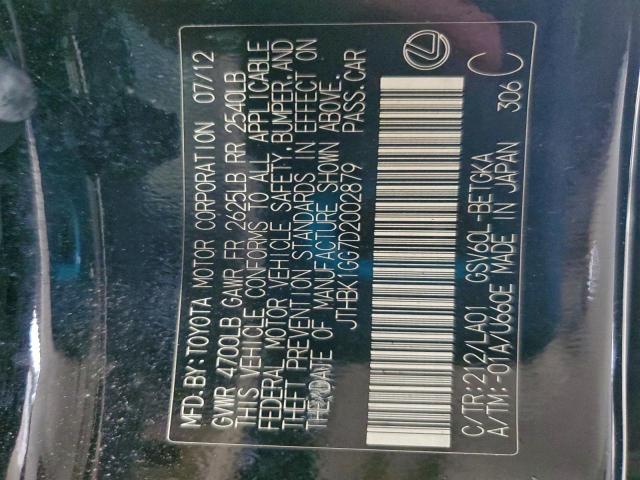 MFD. BY: TOYOTA MOTOR CORPORATION 07/12
GVWR 4700LB GAWR FR 2625LB RR 2540LB
THIS VEHICLE CONFORMS TO ALL APPLICABLE
FEDERAL MOTOR VEHICLE SAFETY, BUMPER, AND
THEFT PREVENTION STANDARDS IN EFFECT ON
THE DATE OF MANUFACTURE SHOWN ABOVE.
JTHBK1GG7D2002879 PASS. CAR
C/TR: 212/LA01 GSV60L-BETGKA
A/TM: -01A/U660E MADE IN JAPAN 306 C